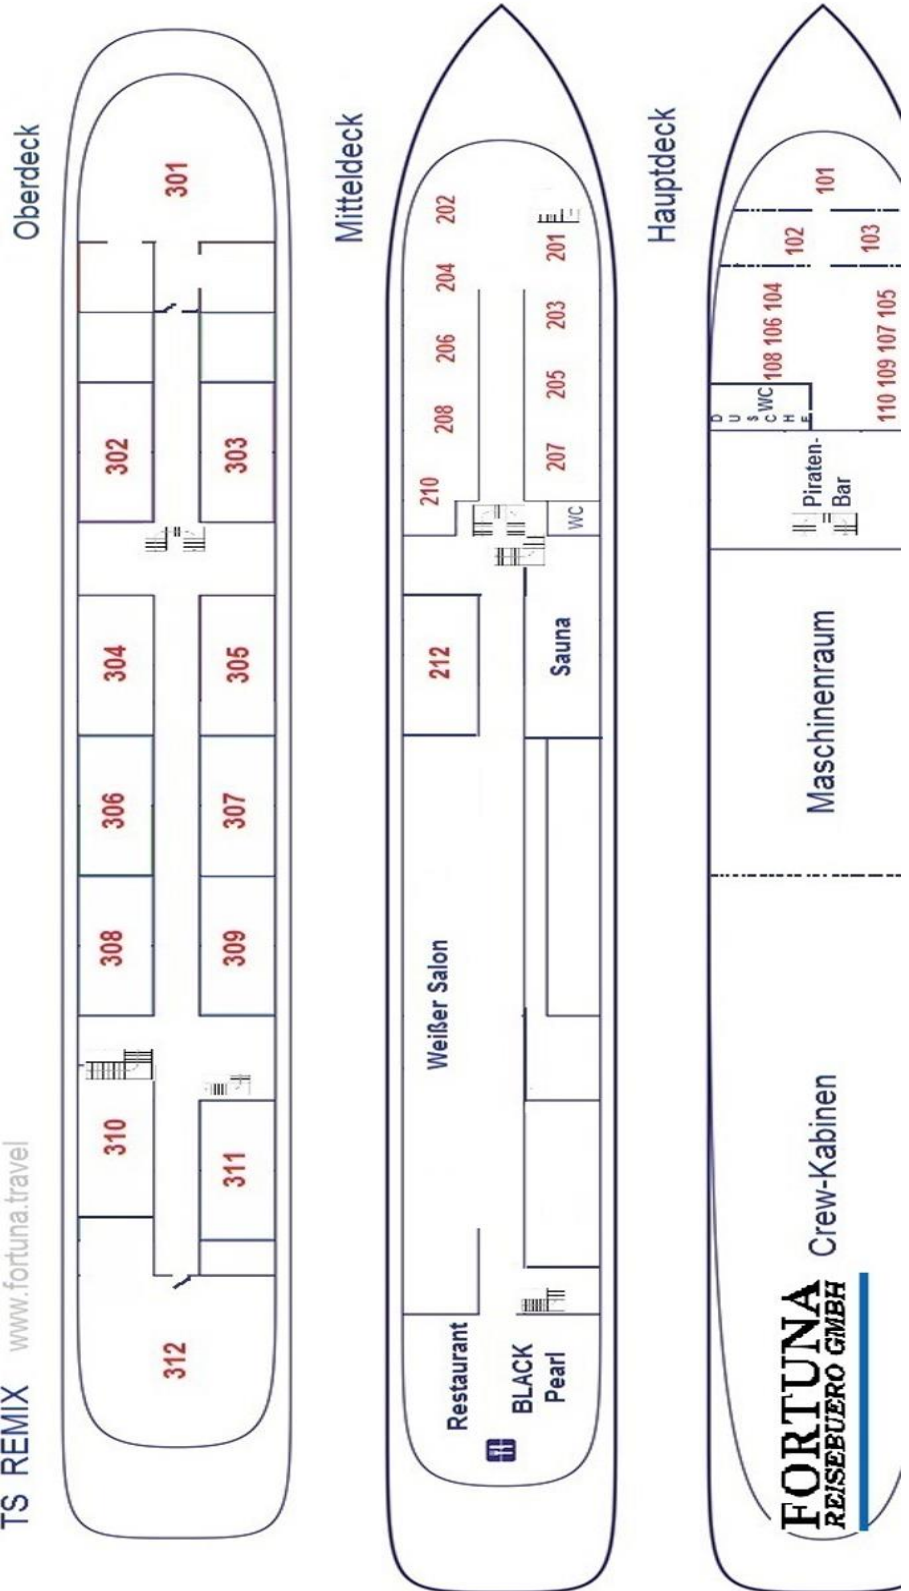 TS REMIX www.fortuna.travel
Oberdeck
301
302
303
304
305
306
307
308
309
310
311
312
Mitteldeck
202
201
204
203
206
205
208
207
210
WC
212
Sauna
Weißer Salon
Restaurant
BLACK
Pearl
Hauptdeck
101
102
103
108 106 104
110 109 107 105
DUSCHE
WC
Piraten-
Bar
Maschinenraum
Crew-Kabinen
FORTUNA
REISEBUERO GMBH